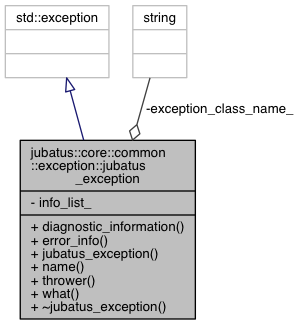 std::exception
string
-exception_class_name_
jubatus::core::common
::exception::jubatus
_exception
- info_list_
+ diagnostic_information()
+ error_info()
+ jubatus_exception()
+ name()
+ thrower()
+ what()
+ ~jubatus_exception()